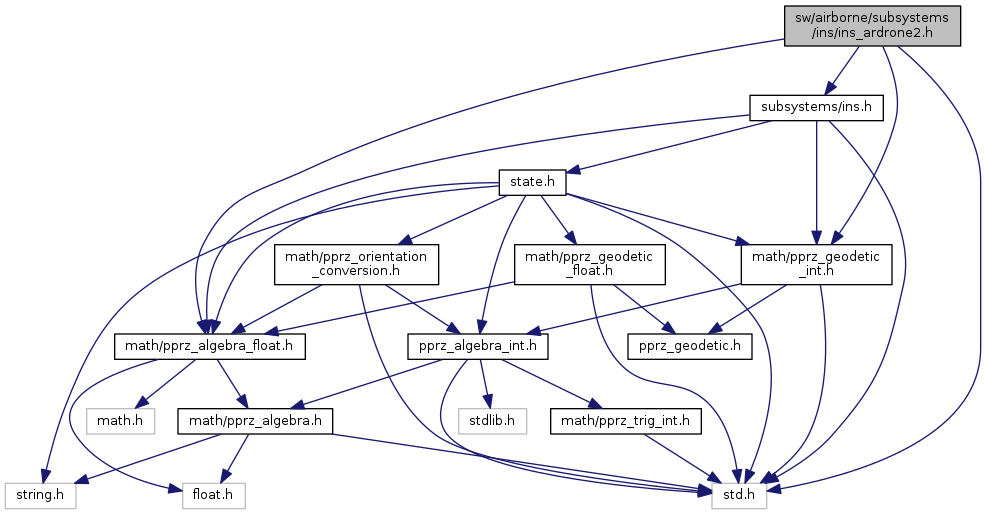 sw/airborne/subsystems
/ins/ins_ardrone2.h
subsystems/ins.h
state.h
math/pprz_orientation
_conversion.h
math/pprz_geodetic
_float.h
math/pprz_geodetic
_int.h
math/pprz_algebra_float.h
pprz_algebra_int.h
pprz_geodetic.h
math.h
math/pprz_algebra.h
stdlib.h
math/pprz_trig_int.h
string.h
float.h
std.h